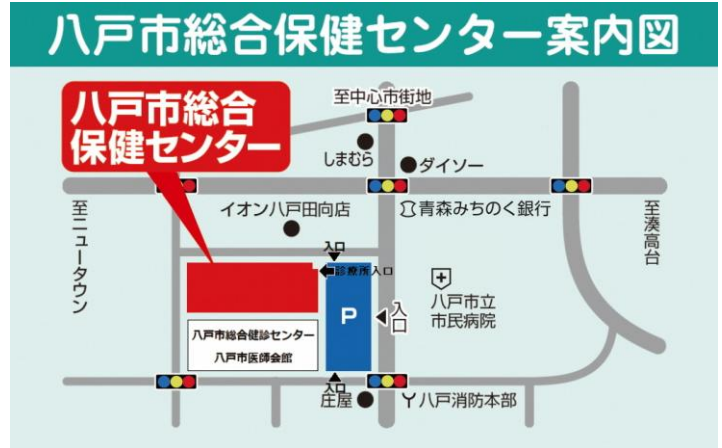 八戸市総合保健センター案内図
八戸市総合
保健センター
至中心市街地
しまむら
ダイソー
至ニュータウン
イオン八戸田向店
青森みちのく銀行
至湊高台
入口
診療所入口
P
入口
八戸市立
市民病院
八戸市総合健診センター
八戸市医師会館
入口
庄屋
八戸消防本部